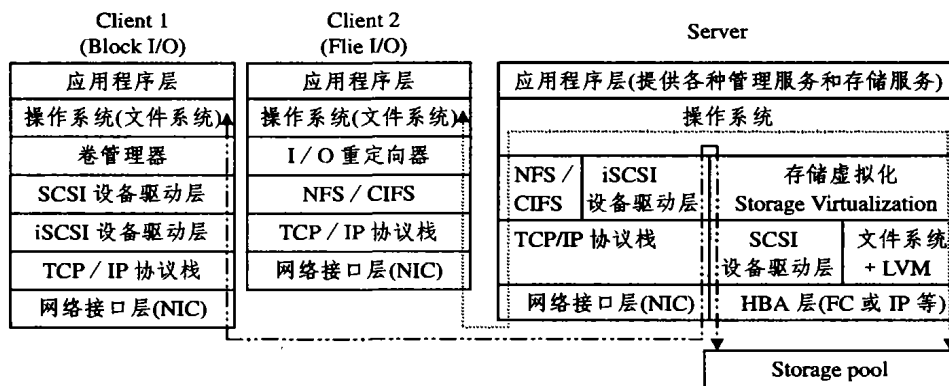 Client 1
(Block I/O)
应用程序层
操作系统(文件系统)
卷管理器
SCSI 设备驱动层
iSCSI 设备驱动层
TCP / IP 协议栈
网络接口层(NIC)
Client 2
(Flie I/O)
应用程序层
操作系统(文件系统)
I / O 重定向器
NFS / CIFS
TCP / IP 协议栈
网络接口层(NIC)
Server
应用程序层(提供各种管理服务和存储服务)
操作系统
NFS /
CIFS
iSCSI
设备驱动层
存储虚拟化
Storage Virtualization
TCP/IP 协议栈
SCSI
设备驱动层
文件系统
+ LVM
网络接口层(NIC)
HBA 层(FC 或 IP 等)
Storage pool